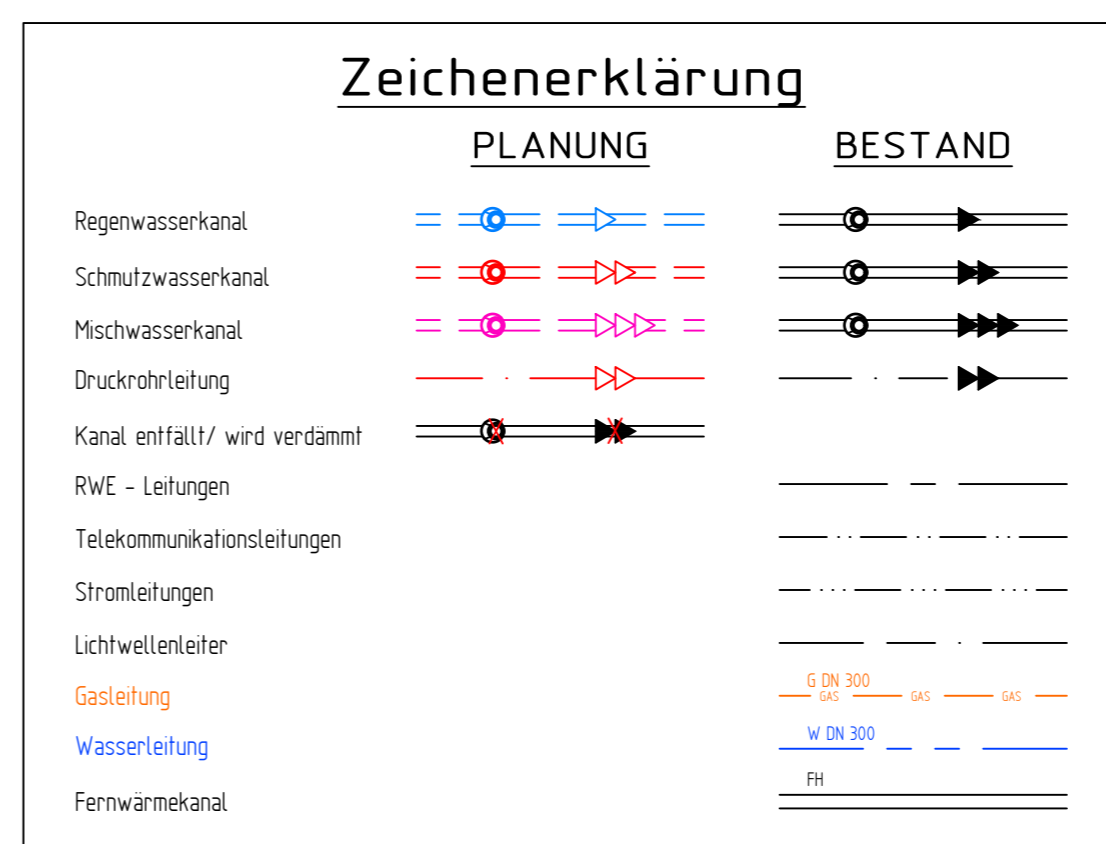 Zeichenerklärung
PLANUNG BESTAND
Regenwasserkanal
Schmutzwasserkanal
Mischwasserkanal
Druckrohrleitung
Kanal entfällt/ wird verdämmt
RWE - Leitungen
Telekommunikationsleitungen
Stromleitungen
Lichtwellenleiter
G DN 300
Gasleitung GAS GAS GAS
W DN 300
Wasserleitung
FH
Fernwärmekanal